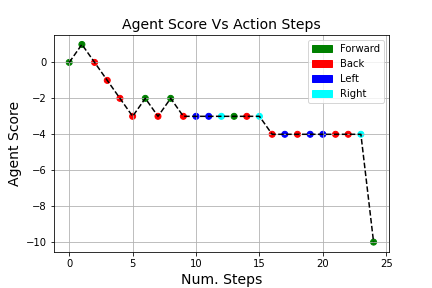 Agent Score Vs Action Steps
Agent Score
0
−2
−4
−6
−8
−10
Forward
Back
Left
Right
0 5 10 15 20 25
Num. Steps